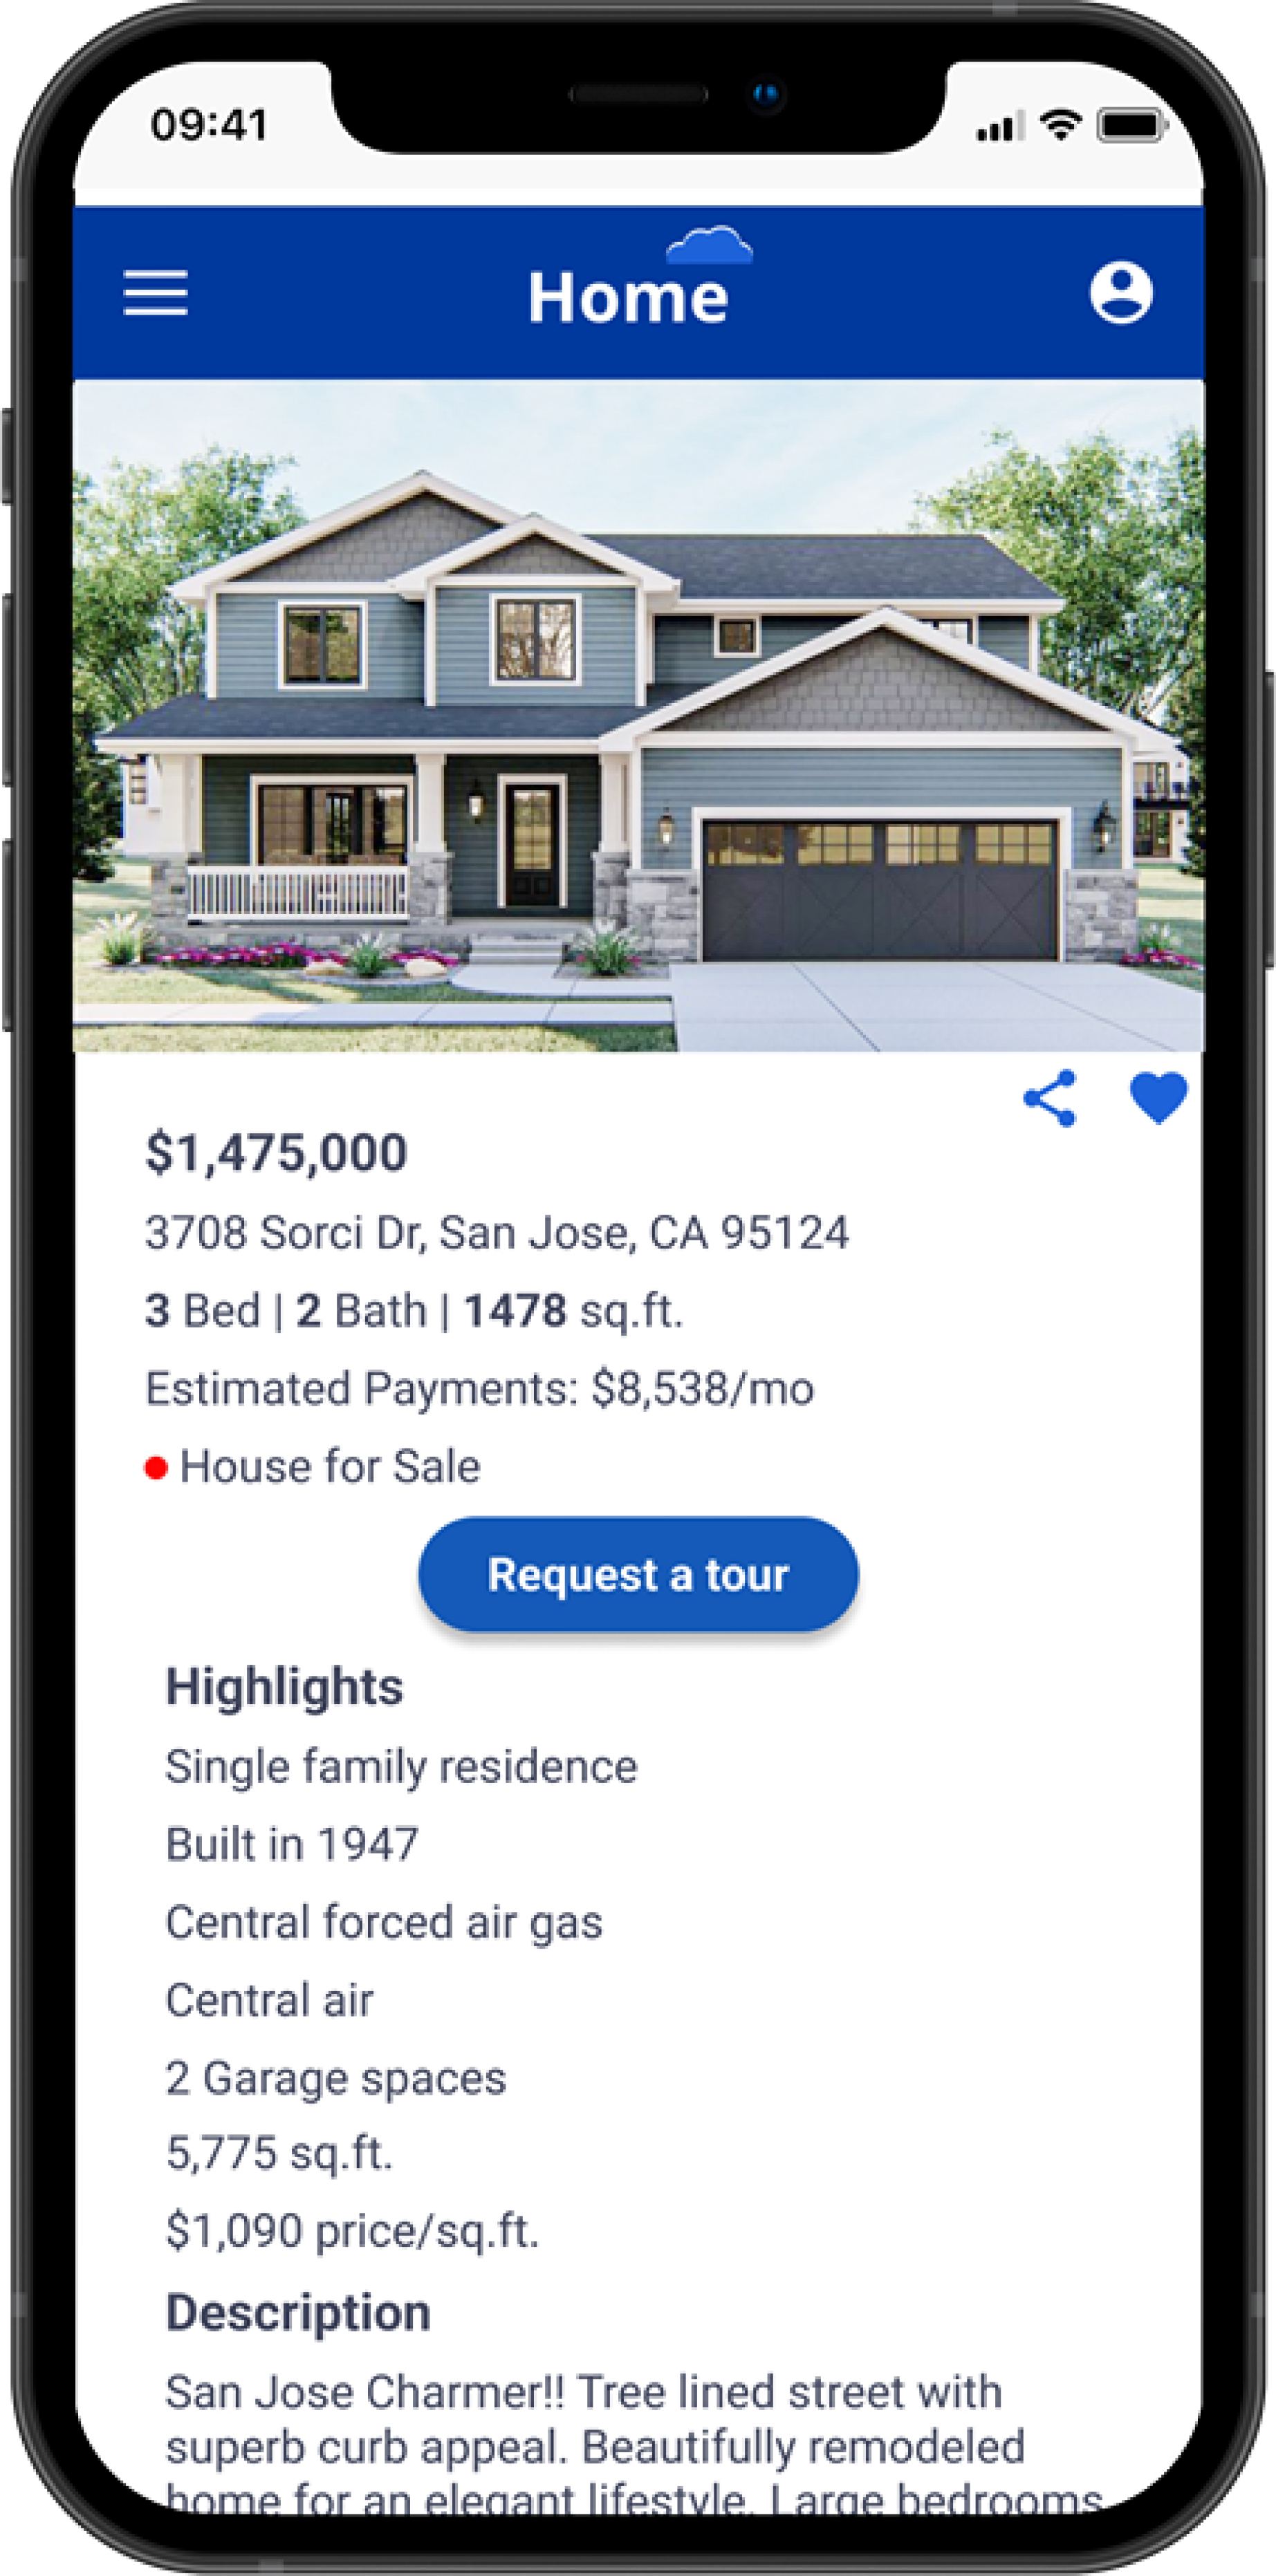 09:41
Home
$1,475,000
3708 Sorci Dr, San Jose, CA 95124
3 Bed | 2 Bath | 1478 sq.ft.
Estimated Payments: $8,538/mo
House for Sale
Request a tour
Highlights
Single family residence
Built in 1947
Central forced air gas
Central air
2 Garage spaces
5,775 sq.ft.
$1,090 price/sq.ft.
Description
San Jose Charmer!! Tree lined street with
superb curb appeal. Beautifully remodeled
home for an elegant lifestyle. Large bedrooms